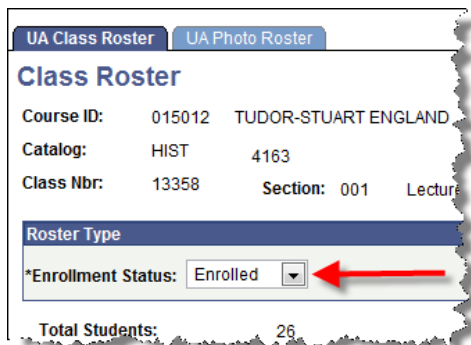 UA Class Roster UA Photo Roster
Class Roster
Course ID: 015012 TUDOR-STUART ENGLAND
Catalog: HIST 4163
Class Nbr: 13358 Section: 001 Lecture
Roster Type
*Enrollment Status: Enrolled
Total Students: 26